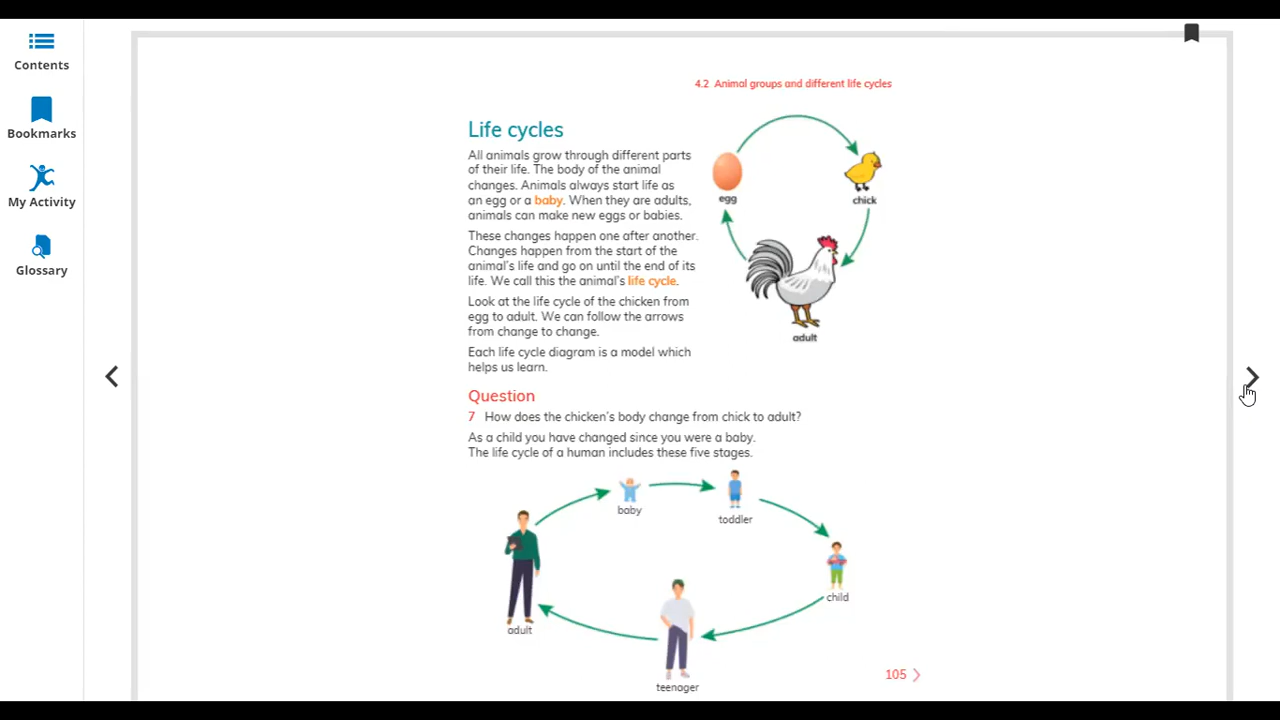 Contents
Bookmarks
My Activity
Glossary
4.2 Animal groups and different life cycles
Life cycles
All animals grow through different parts
of their life. The body of the animal
changes. Animals always start life as
an egg or a baby. When they are adults,
animals can make new eggs or babies.
These changes happen one after another.
Changes happen from the start of the
animal's life and go on until the end of its
life. We call this the animal's life cycle.
Look at the life cycle of the chicken from
egg to adult. We can follow the arrows
from change to change.
Each life cycle diagram is a model which
helps us learn.
egg
chick
adult
Question
7 How does the chicken's body change from chick to adult?
As a child you have changed since you were a baby.
The life cycle of a human includes these five stages.
baby
toddler
child
adult
teenager
105